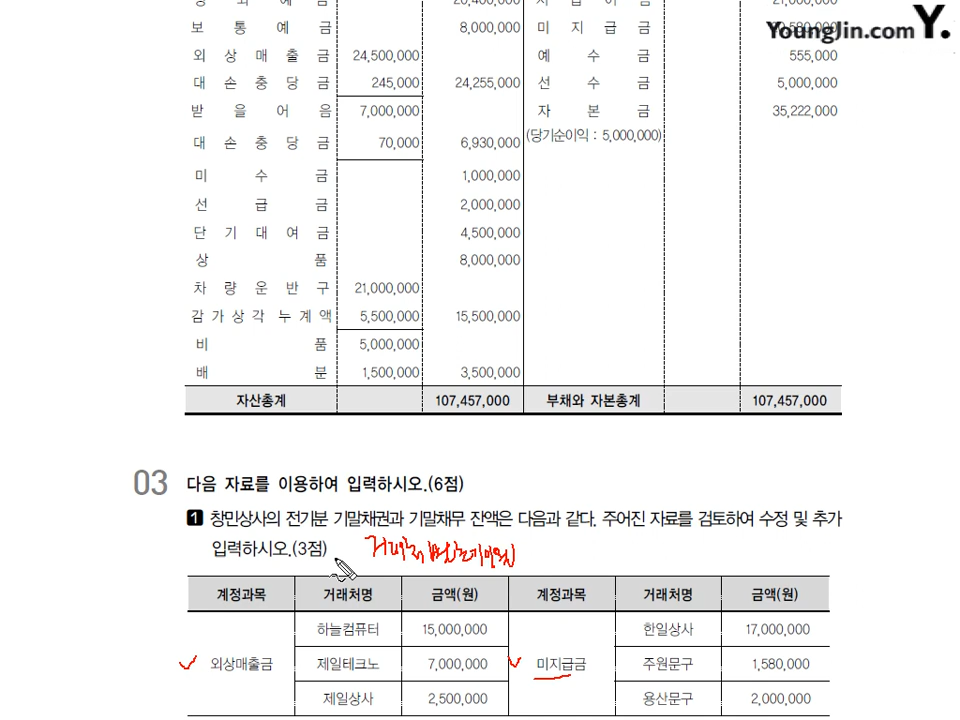 YoungJin.com Y.
보 통 예 금 8,000,000 미 지 급 금
외 상 매 출 금 24,500,000 예 수 금 555,000
대 손 충 당 금 245,000 24,255,000 선 수 금 5,000,000
받 을 어 음 7,000,000 자 본 금 35,222,000
대 손 충 당 금 70,000 6,930,000 (당기순이익 : 5,000,000)
미 수 금 1,000,000
선 급 금 2,000,000
단 기 대 여 금 4,500,000
상 품 8,000,000
차 량 운 반 구 21,000,000
감 가 상 각 누 계 액 5,500,000 15,500,000
비 품 5,000,000
배 분 1,500,000 3,500,000
자산총계 107,457,000 부채와 자본총계 107,457,000
03 다음 자료를 이용하여 입력하시오.(6점)
1 창민상사의 전기분 기말채권과 기말채무 잔액은 다음과 같다. 주어진 자료를 검토하여 수정 및 추가
입력하시오.(3점)
계정과목 거래처명 금액(원) 계정과목 거래처명 금액(원)
하늘컴퓨터 15,000,000 한일상사 17,000,000
외상매출금 제일테크노 7,000,000 미지급금 주원문구 1,580,000
제일상사 2,500,000 용산문구 2,000,000